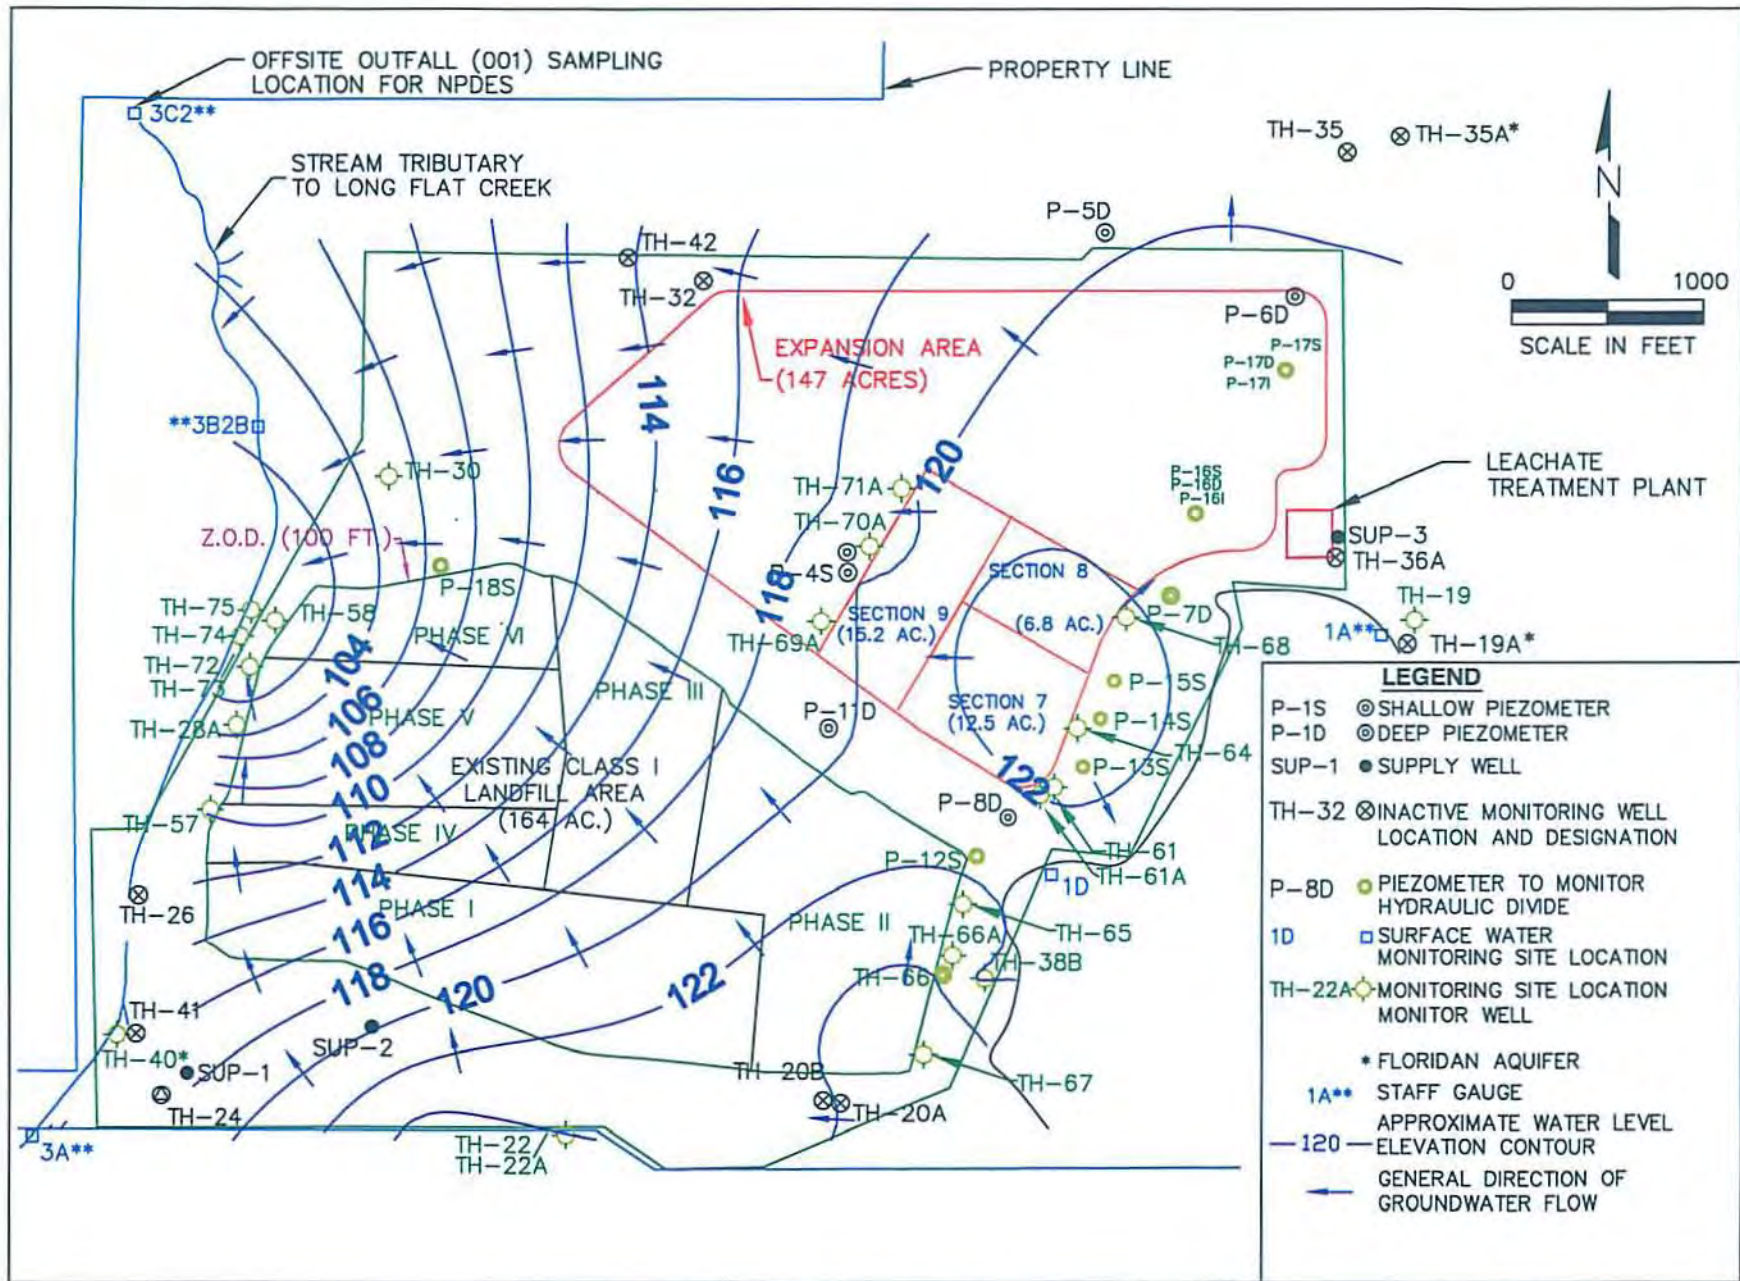 OFFSITE OUTFALL (001) SAMPLING
LOCATION FOR NPDES
PROPERTY LINE
3C2**
STREAM TRIBUTARY
TO LONG FLAT CREEK
TH-35
TH-35A*
N
0 1000
SCALE IN FEET
P-5D
TH-42
TH-32
P-6D
EXPANSION AREA
(147 ACRES)
P-17S
P-17D
P-17I
114
116
120
**3B2B
TH-30
TH-71A
TH-70A
P-16S
P-16D
P-16I
LEACHATE
TREATMENT PLANT
SUP-3
TH-36A
Z.O.D. (100 FT.)
P-18S
P-4S
118
SECTION 8
(6.8 AC.)
SECTION 9
(15.2 AC.)
P-7D
TH-19
1A**
TH-19A*
TH-75
TH-58
TH-74
TH-72
TH-73
TH-28A
PHASE VI
TH-69A
TH-68
104
106
108
110
112
114
116
118
120
122
PHASE III
PHASE V
P-11D
SECTION 7
(12.5 AC.)
P-15S
P-14S
TH-64
P-13S
122
EXISTING CLASS I
LANDFILL AREA
(164 AC.)
TH-57
PHASE IV
P-8D
TH-61
TH-61A
P-12S
1D
TH-26
PHASE I
PHASE II
TH-65
TH-66A
TH-38B
TH-66
TH-41
TH-40*
SUP-2
SUP-1
TH-24
TH-20B
TH-20A
TH-67
3A**
TH-22
TH-22A
LEGEND
P-1S SHALLOW PIEZOMETER
P-1D DEEP PIEZOMETER
SUP-1 SUPPLY WELL
TH-32 INACTIVE MONITORING WELL
LOCATION AND DESIGNATION
P-8D PIEZOMETER TO MONITOR
HYDRAULIC DIVIDE
1D SURFACE WATER
MONITORING SITE LOCATION
TH-22A MONITORING SITE LOCATION
MONITOR WELL
* FLORIDAN AQUIFER
1A** STAFF GAUGE
120 APPROXIMATE WATER LEVEL
ELEVATION CONTOUR
GENERAL DIRECTION OF
GROUNDWATER FLOW